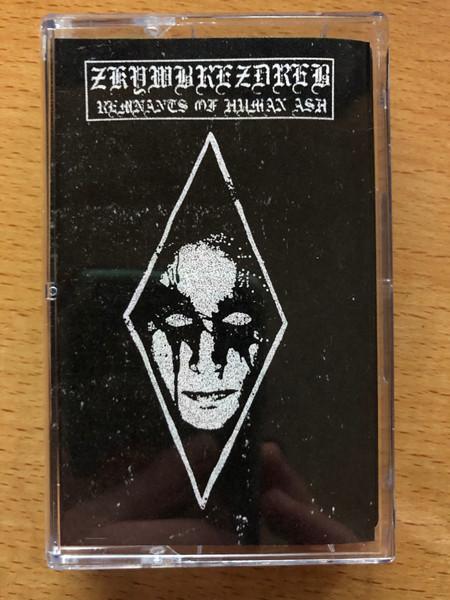 ZKYWBREZDREB
REMNANTS OF HUMAN ASH